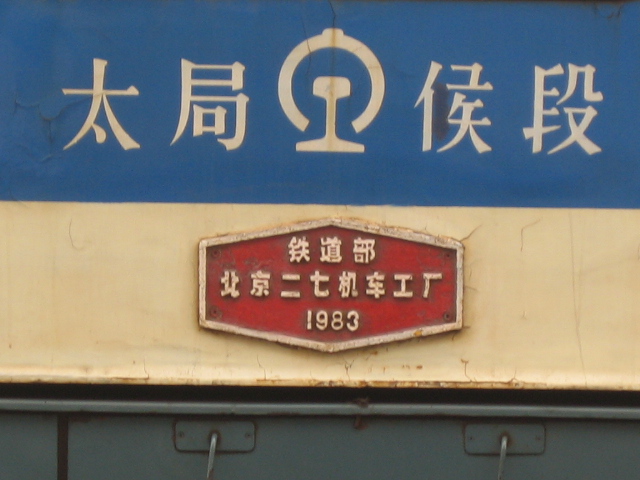 太局 侯段
铁道部
北京二七机车工厂
1983